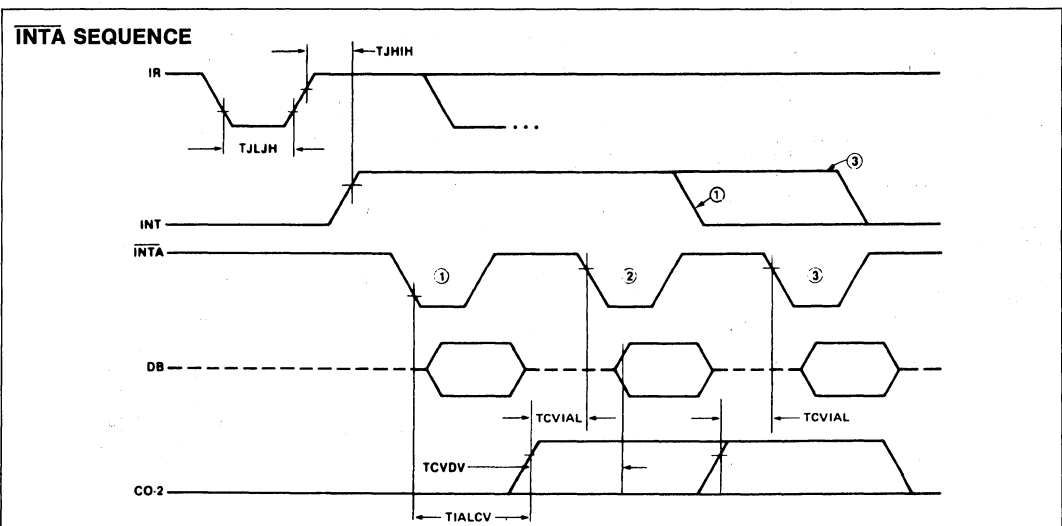 INTA SEQUENCE
TJHIH
IR
TJLJH
...
③
①
INT
INTA
①
②
③
DB
TCVIAL
TCVIAL
TCVDV
CO-2
TIALCV